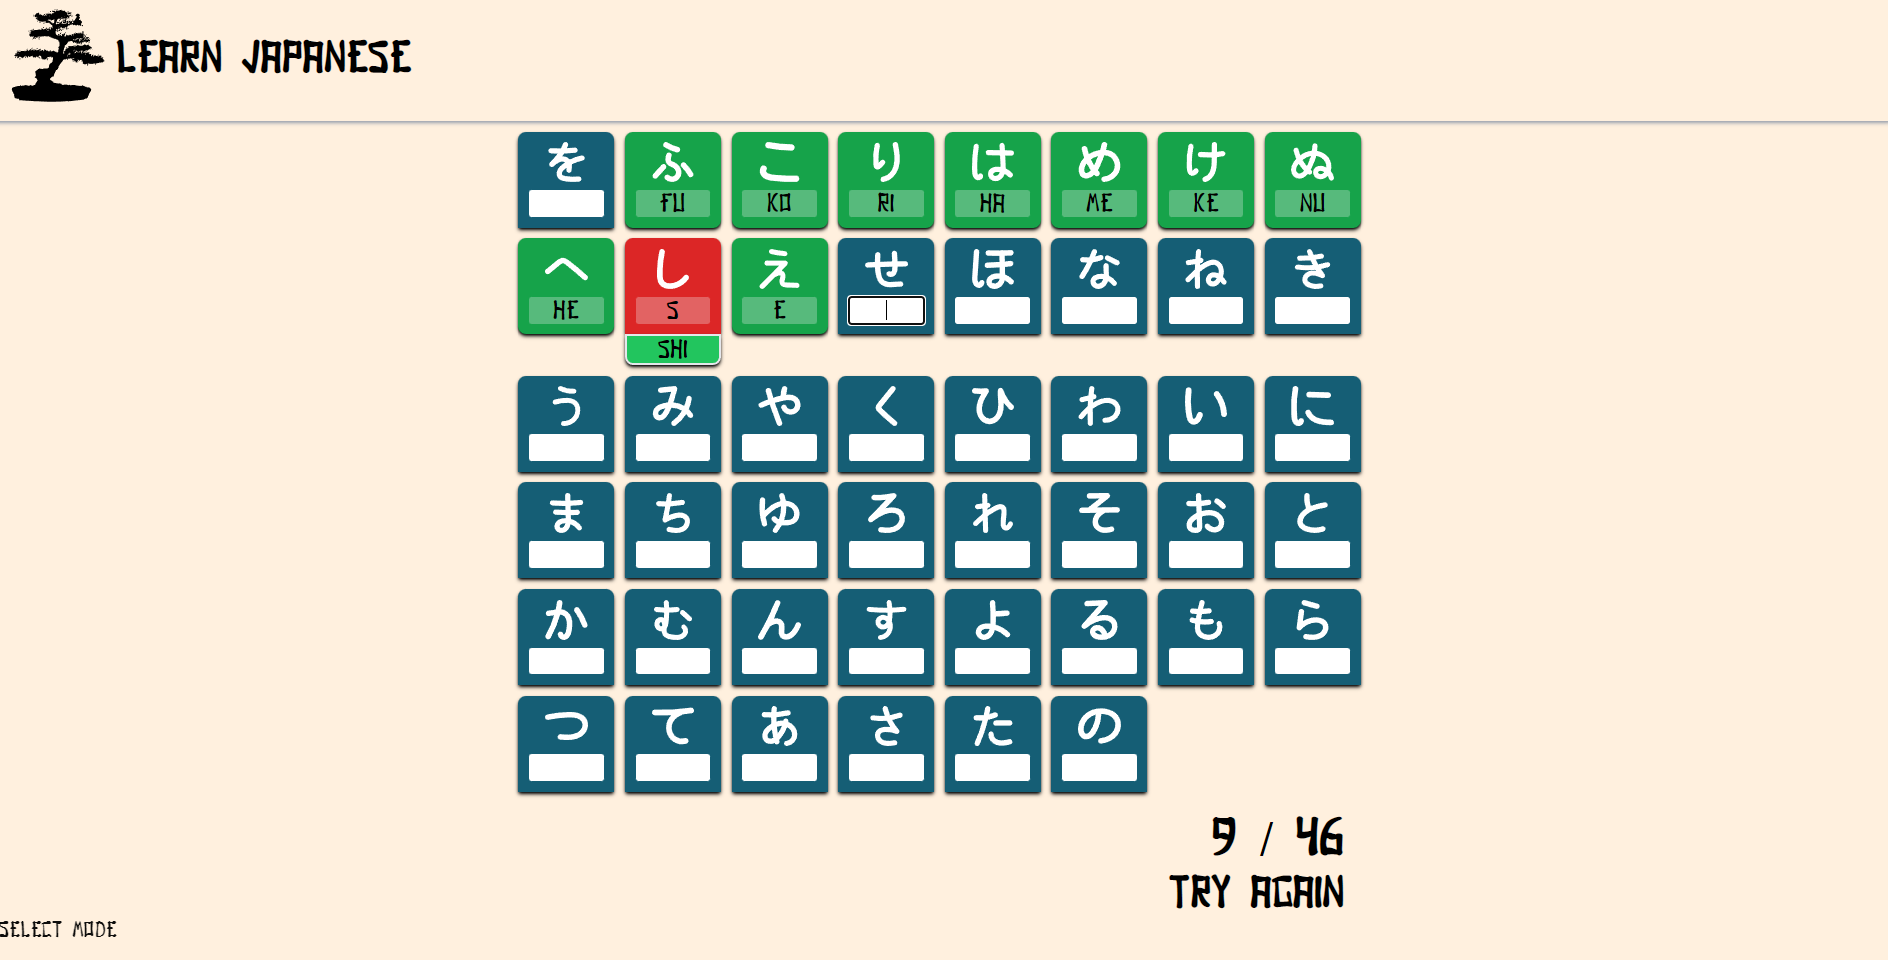 LEARN JAPANESE
を ふ こ り は め け ぬ
FU KO RI HA ME KE NU
へ し え せ ほ な ね き
HE S E
SHI
う み や く ひ わ い に
ま ち ゆ ろ れ そ お と
か む ん す よ る も ら
つ て あ さ た の
9 / 46
TRY AGAIN
SELECT MODE